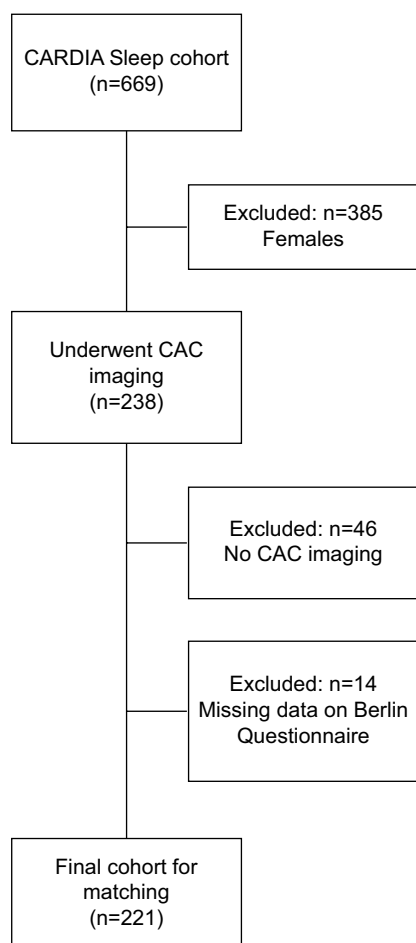 CARDIA Sleep cohort
(n=669)
Excluded: n=385
Females
Underwent CAC
imaging
(n=238)
Excluded: n=46
No CAC imaging
Excluded: n=14
Missing data on Berlin
Questionnaire
Final cohort for
matching
(n=221)